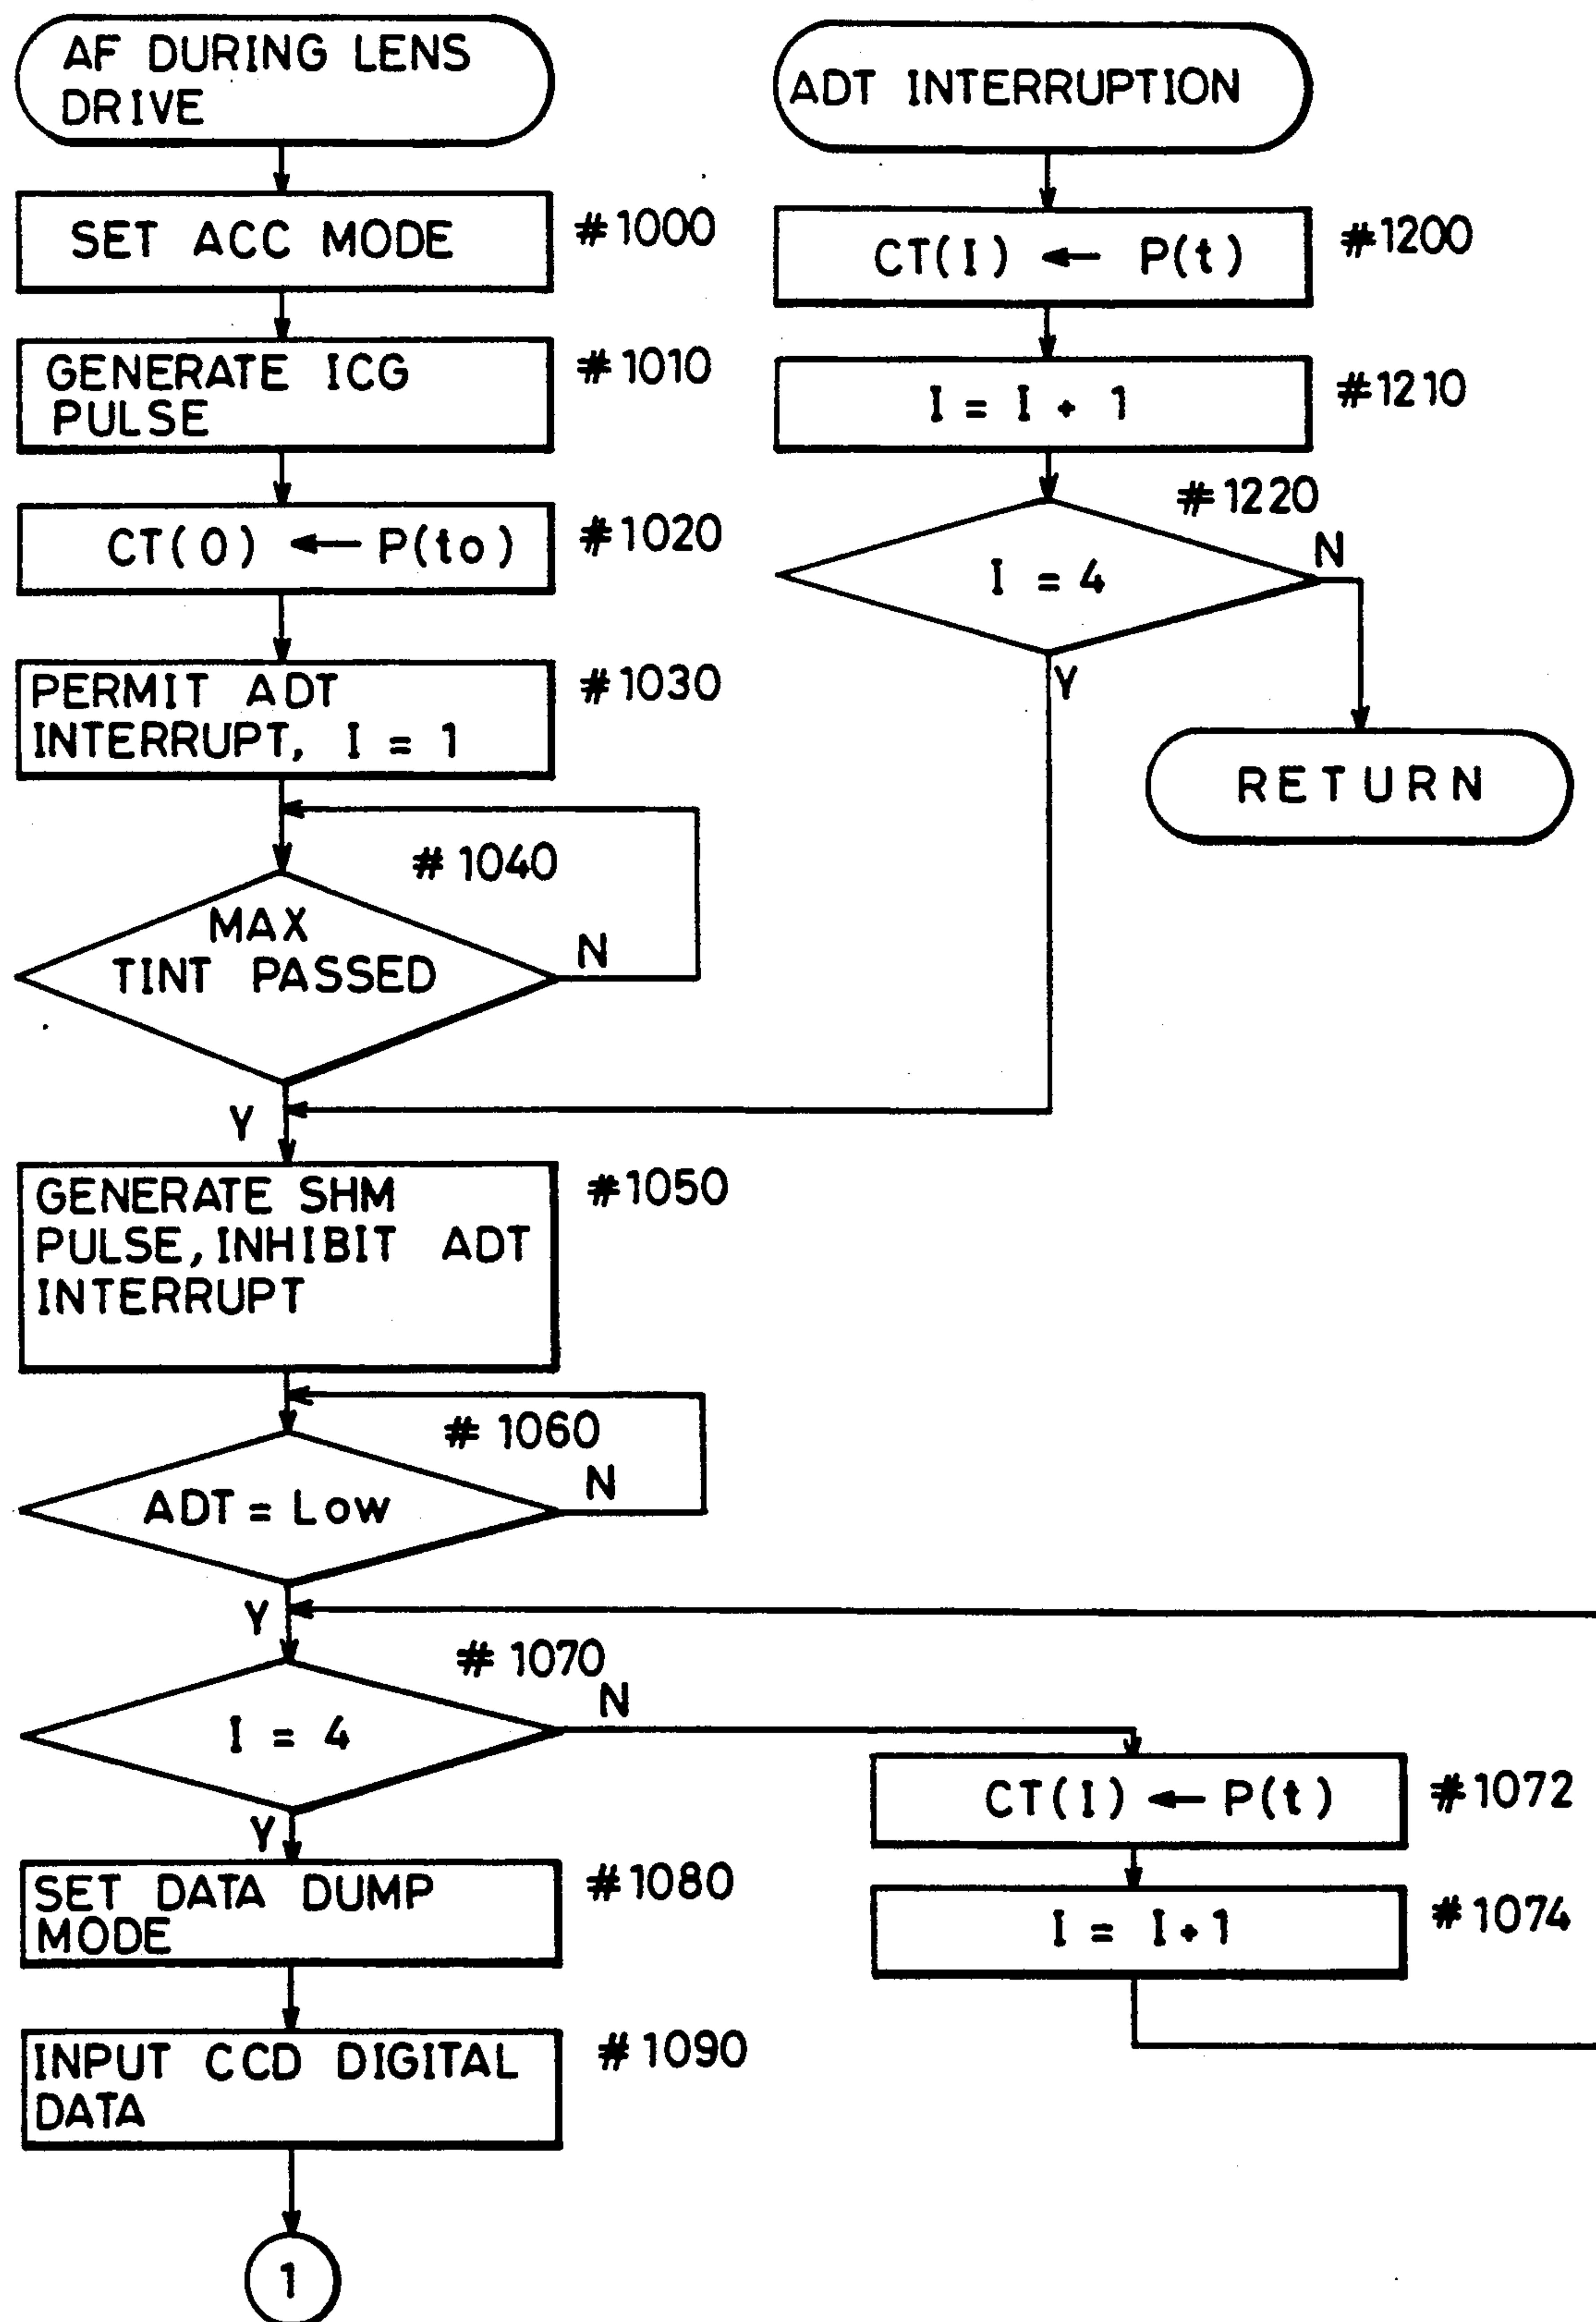 AF DURING LENS
DRIVE
SET ACC MODE
#1000
GENERATE ICG
PULSE
#1010
CT(0) ← P(to)
#1020
PERMIT ADT
INTERRUPT, I = 1
#1030
#1040
MAX
TINT PASSED
N
Y
GENERATE SHM
PULSE, INHIBIT ADT
INTERRUPT
#1050
#1060
ADT = Low
N
Y
#1070
I = 4
N
Y
CT(I) ← P(t)
#1072
I = I + 1
#1074
SET DATA DUMP
MODE
#1080
INPUT CCD DIGITAL
DATA
#1090
1
ADT INTERRUPTION
CT(I) ← P(t)
#1200
I = I + 1
#1210
#1220
I = 4
N
Y
RETURN